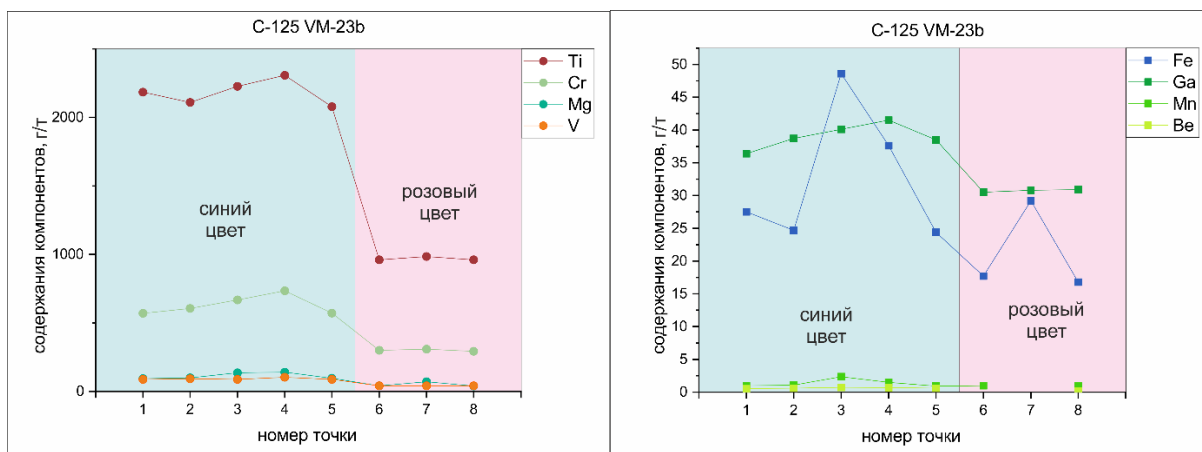 С-125 VM-23b
Ti
Cr
Mg
V
2000
1000
0
содержания компонентов, г/т
синий
цвет
розовый
цвет
1 2 3 4 5 6 7 8
номер точки
С-125 VM-23b
Fe
Ga
Mn
Be
50
45
40
35
30
25
20
15
10
5
0
содержания компонентов, г/т
синий
цвет
розовый
цвет
1 2 3 4 5 6 7 8
номер точки